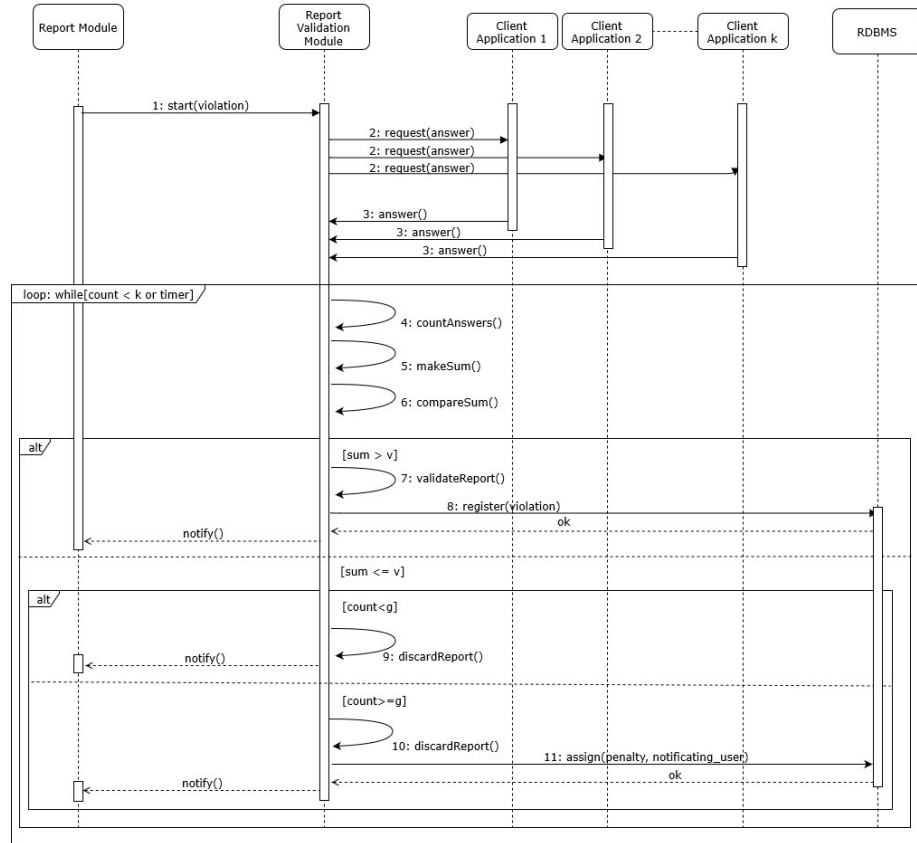 Report Module
Report
Validation
Module
Client
Application 1
Client
Application 2
Client
Application k
RDBMS
1: start(violation)
2: request(answer)
2: request(answer)
2: request(answer)
3: answer()
3: answer()
3: answer()
loop: while[count < k or timer]
4: countAnswers()
5: makeSum()
6: compareSum()
alt
[sum > v]
7: validateReport()
8: register(violation)
ok
notify()
[sum <= v]
alt
[count<g]
9: discardReport()
notify()
[count>=g]
10: discardReport()
11: assign(penalty, notificating_user)
ok
notify()